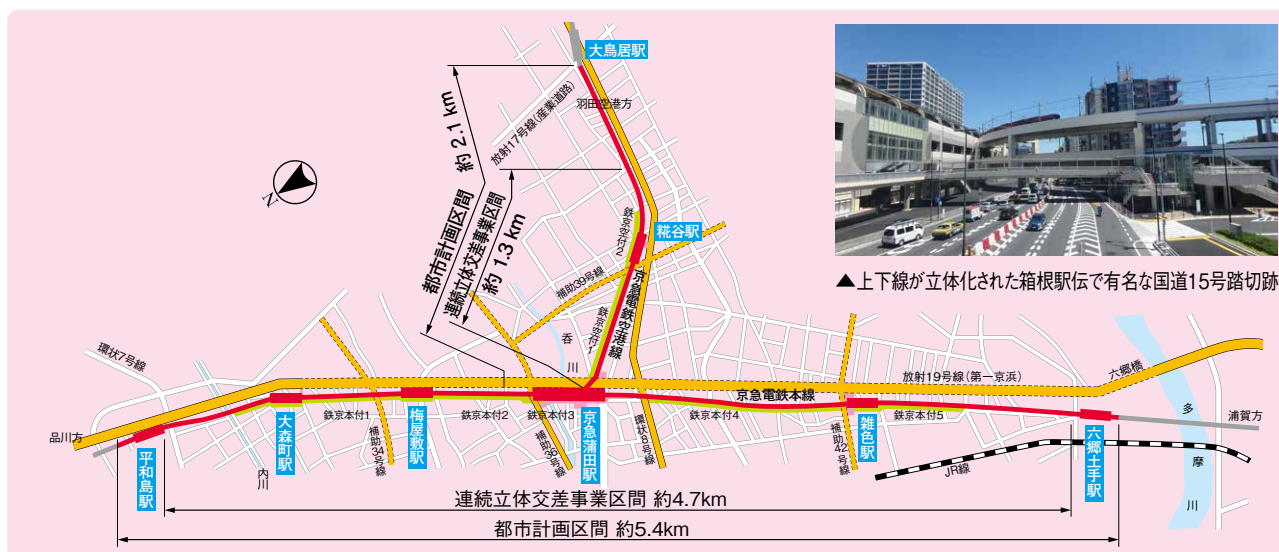 大鳥居駅
羽田空港方
放射17号線(産業道路)
都市計画区間 約2.1km
連続立体交差事業区間
約1.3km
N
糀谷駅
鉄京空付2
京急電鉄空港線
補助39号線
鉄京空付1
呑川
▲上下線が立体化された箱根駅伝で有名な国道15号踏切跡
環状7号線
放射19号線(第一京浜)
六郷橋
京急電鉄本線
品川方
平和島駅
内川
大森町駅
鉄京本付1
補助34号線
梅屋敷駅
鉄京本付2
鉄京本付3
補助36号線
京急蒲田駅
環状8号線
鉄京本付4
補助42号線
雑色駅
鉄京本付5
JR線
六郷土手駅
浦賀方
多摩川
連続立体交差事業区間 約4.7km
都市計画区間 約5.4km